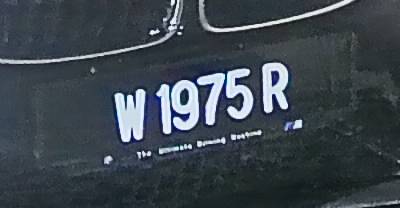 W 1975 R
The Ultimate Driving Machine